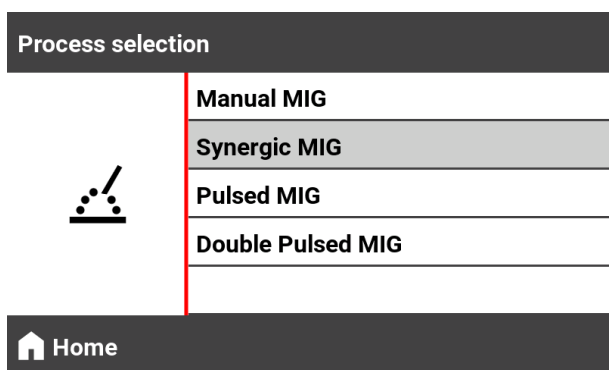 Process selection
Manual MIG
Synergic MIG
Pulsed MIG
Double Pulsed MIG
Home